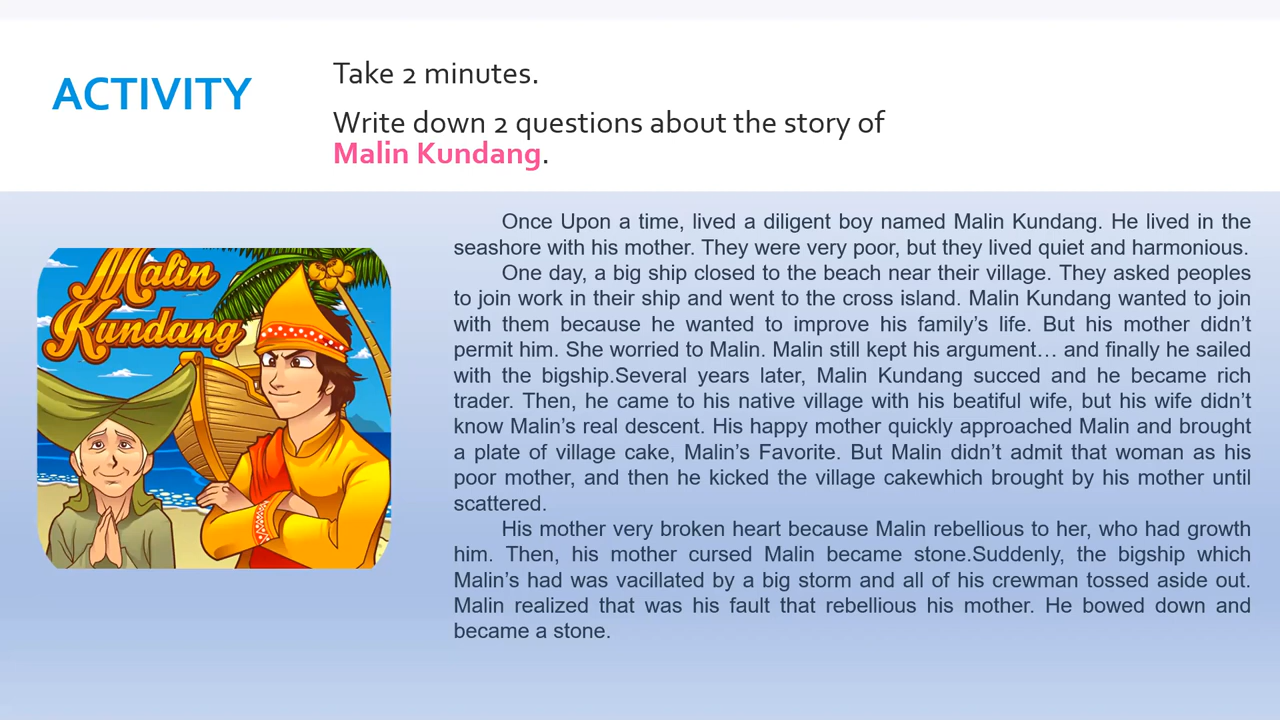 ACTIVITY
Take 2 minutes.
Write down 2 questions about the story of
Malin Kundang.
Malin
Kundang
Once Upon a time, lived a diligent boy named Malin Kundang. He lived in the
seashore with his mother. They were very poor, but they lived quiet and harmonious.
One day, a big ship closed to the beach near their village. They asked peoples
to join work in their ship and went to the cross island. Malin Kundang wanted to join
with them because he wanted to improve his family's life. But his mother didn't
permit him. She worried to Malin. Malin still kept his argument… and finally he sailed
with the bigship.Several years later, Malin Kundang succed and he became rich
trader. Then, he came to his native village with his beatiful wife, but his wife didn't
know Malin's real descent. His happy mother quickly approached Malin and brought
a plate of village cake, Malin's Favorite. But Malin didn't admit that woman as his
poor mother, and then he kicked the village cakewhich brought by his mother until
scattered.
His mother very broken heart because Malin rebellious to her, who had growth
him. Then, his mother cursed Malin became stone.Suddenly, the bigship which
Malin's had was vacillated by a big storm and all of his crewman tossed aside out.
Malin realized that was his fault that rebellious his mother. He bowed down and
became a stone.